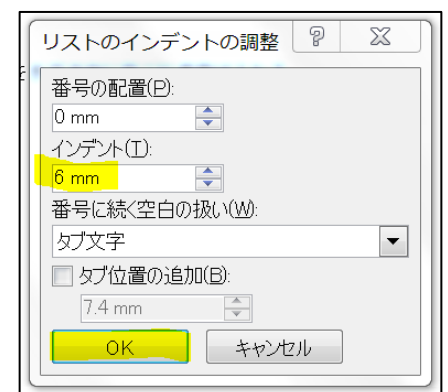 リストのインデントの調整
番号の配置(P):
0 mm
インデント(T):
6 mm
番号に続く空白の扱い(W):
タブ文字
タブ位置の追加(B):
7.4 mm
OK キャンセル